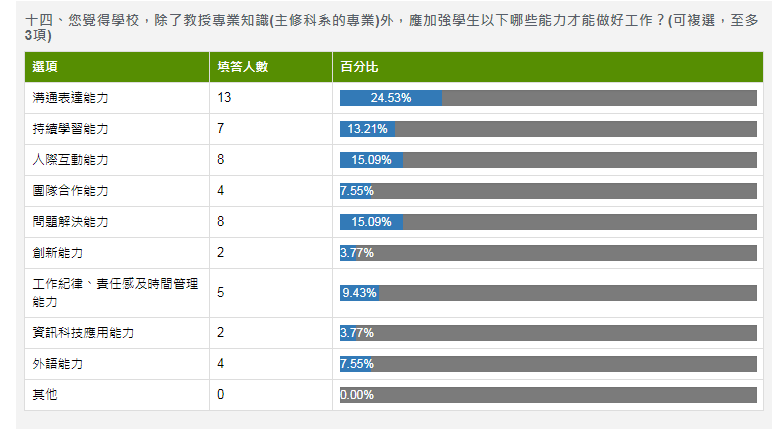 十四、您覺得學校，除了教授專業知識(主修科系的專業)外，應加強學生以下哪些能力才能做好工作？(可複選，至多
3項)
選項 填答人數 百分比
溝通表達能力 13 24.53%
持續學習能力 7 13.21%
人際互動能力 8 15.09%
團隊合作能力 4 7.55%
問題解決能力 8 15.09%
創新能力 2 3.77%
工作紀律、責任感及時間管理
能力 5 9.43%
資訊科技應用能力 2 3.77%
外語能力 4 7.55%
其他 0 0.00%